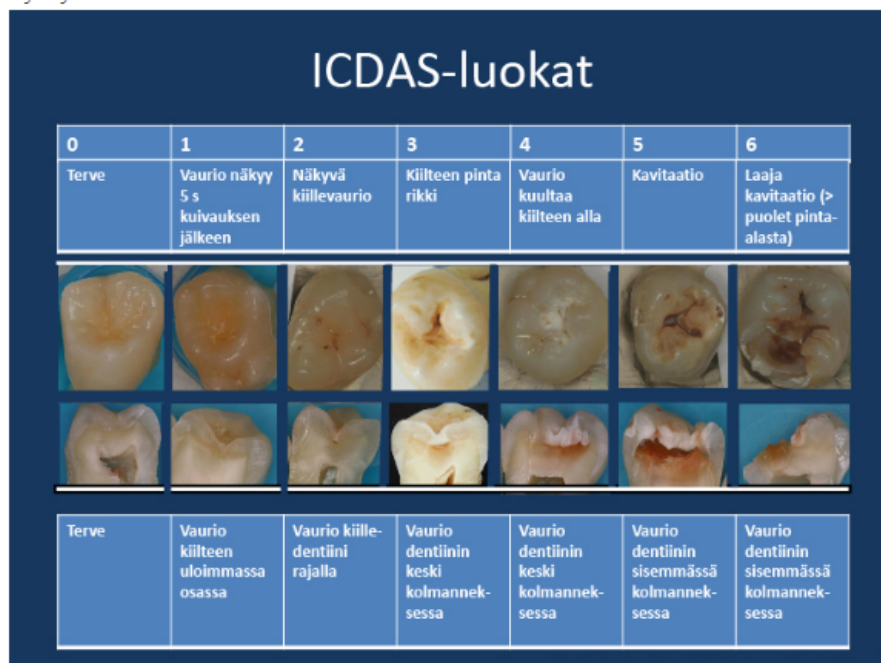 ICDAS-luokat
0
1
2
3
4
5
6
Terve
Vaurio näkyy
5 s
kuivauksen
jälkeen
Näkyvä
kiillevaurio
Kiilteen pinta
rikki
Vaurio
kuultaa
kiilteen alla
Kavitaatio
Laaja
kavitaatio (>
puolet pinta-
alasta)
Terve
Vaurio
kiilteen
uloimmassa
osassa
Vaurio kiille-
dentiini
rajalla
Vaurio
dentiinin
keski
kolmannek-
sessa
Vaurio
dentiinin
keski
kolmannek-
sessa
Vaurio
dentiinin
sisemmässä
kolmannek-
sessa
Vaurio
dentiinin
sisemmässä
kolmannek-
sessa